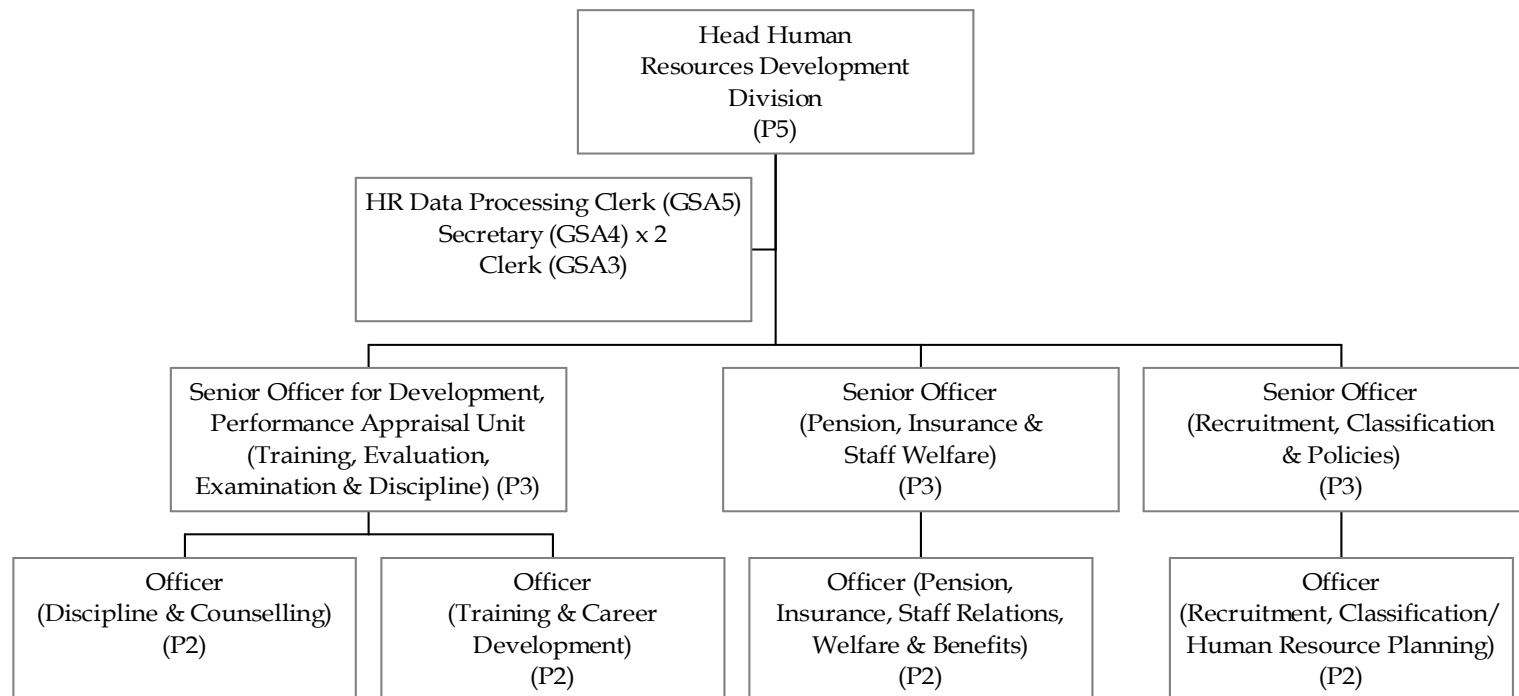 Head Human
Resources Development
Division
(P5)
HR Data Processing Clerk (GSA5)
Secretary (GSA4) x 2
Clerk (GSA3)
Senior Officer for Development,
Performance Appraisal Unit
(Training, Evaluation,
Examination & Discipline) (P3)
Senior Officer
(Pension, Insurance &
Staff Welfare)
(P3)
Senior Officer
(Recruitment, Classification
& Policies)
(P3)
Officer
(Discipline & Counselling)
(P2)
Officer
(Training & Career
Development)
(P2)
Officer (Pension,
Insurance, Staff Relations,
Welfare & Benefits)
(P2)
Officer
(Recruitment, Classification/
Human Resource Planning)
(P2)